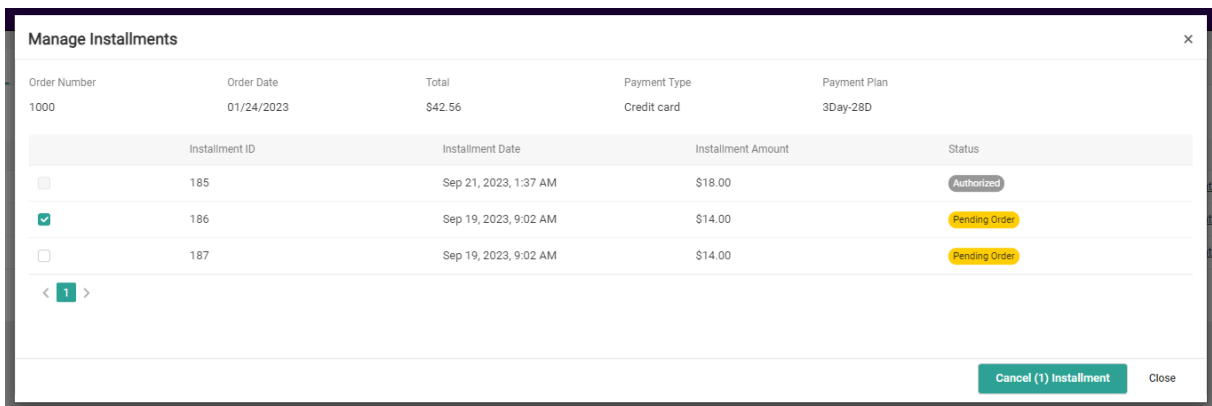 Manage Installments ×
Order Number Order Date Total Payment Type Payment Plan
1000 01/24/2023 $42.56 Credit card 3Day-28D
Installment ID Installment Date Installment Amount Status
185 Sep 21, 2023, 1:37 AM $18.00 Authorized
186 Sep 19, 2023, 9:02 AM $14.00 Pending Order
187 Sep 19, 2023, 9:02 AM $14.00 Pending Order
< 1 >
Cancel (1) Installment Close